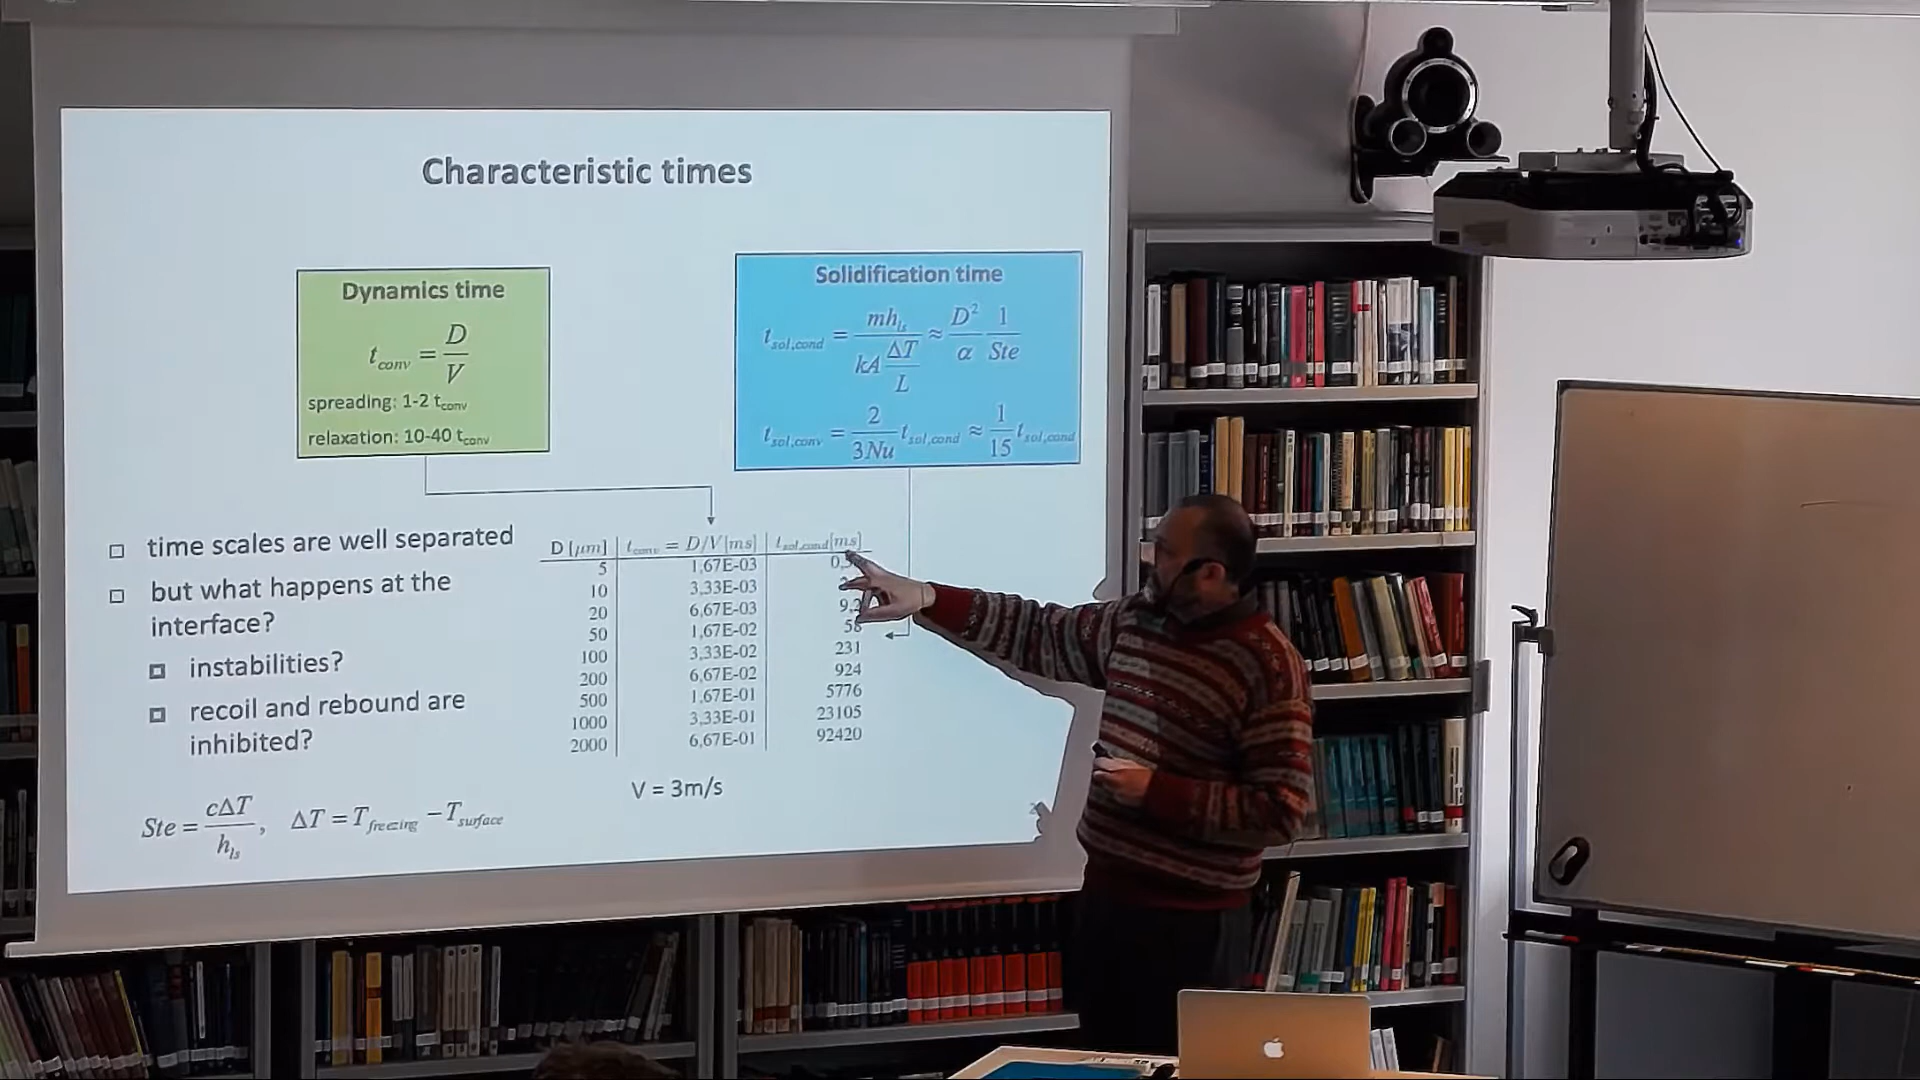 Characteristic times
Dynamics time
t_conv = D/V
spreading: 1-2 t_conv
relaxation: 10-40 t_conv
Solidification time
t_sol,cond = mh_ls / (kA ΔT/L) ≈ D²/α 1/Ste
t_sol,conv = 2/3Nu t_sol,cond ≈ 1/15 t_sol,cond
□ time scales are well separated
□ but what happens at the
interface?
□ instabilities?
□ recoil and rebound are
inhibited?
D [μm] | t_conv = D/V [ms] | t_sol,cond [ms]
5 1,67E-03
10 3,33E-03
20 6,67E-03
50 1,67E-02 58
100 3,33E-02 231
200 6,67E-02 924
500 1,67E-01 5776
1000 3,33E-01 23105
2000 6,67E-01 92420
V = 3m/s
Ste = cΔT/h_ls, ΔT = T_freezing − T_surface